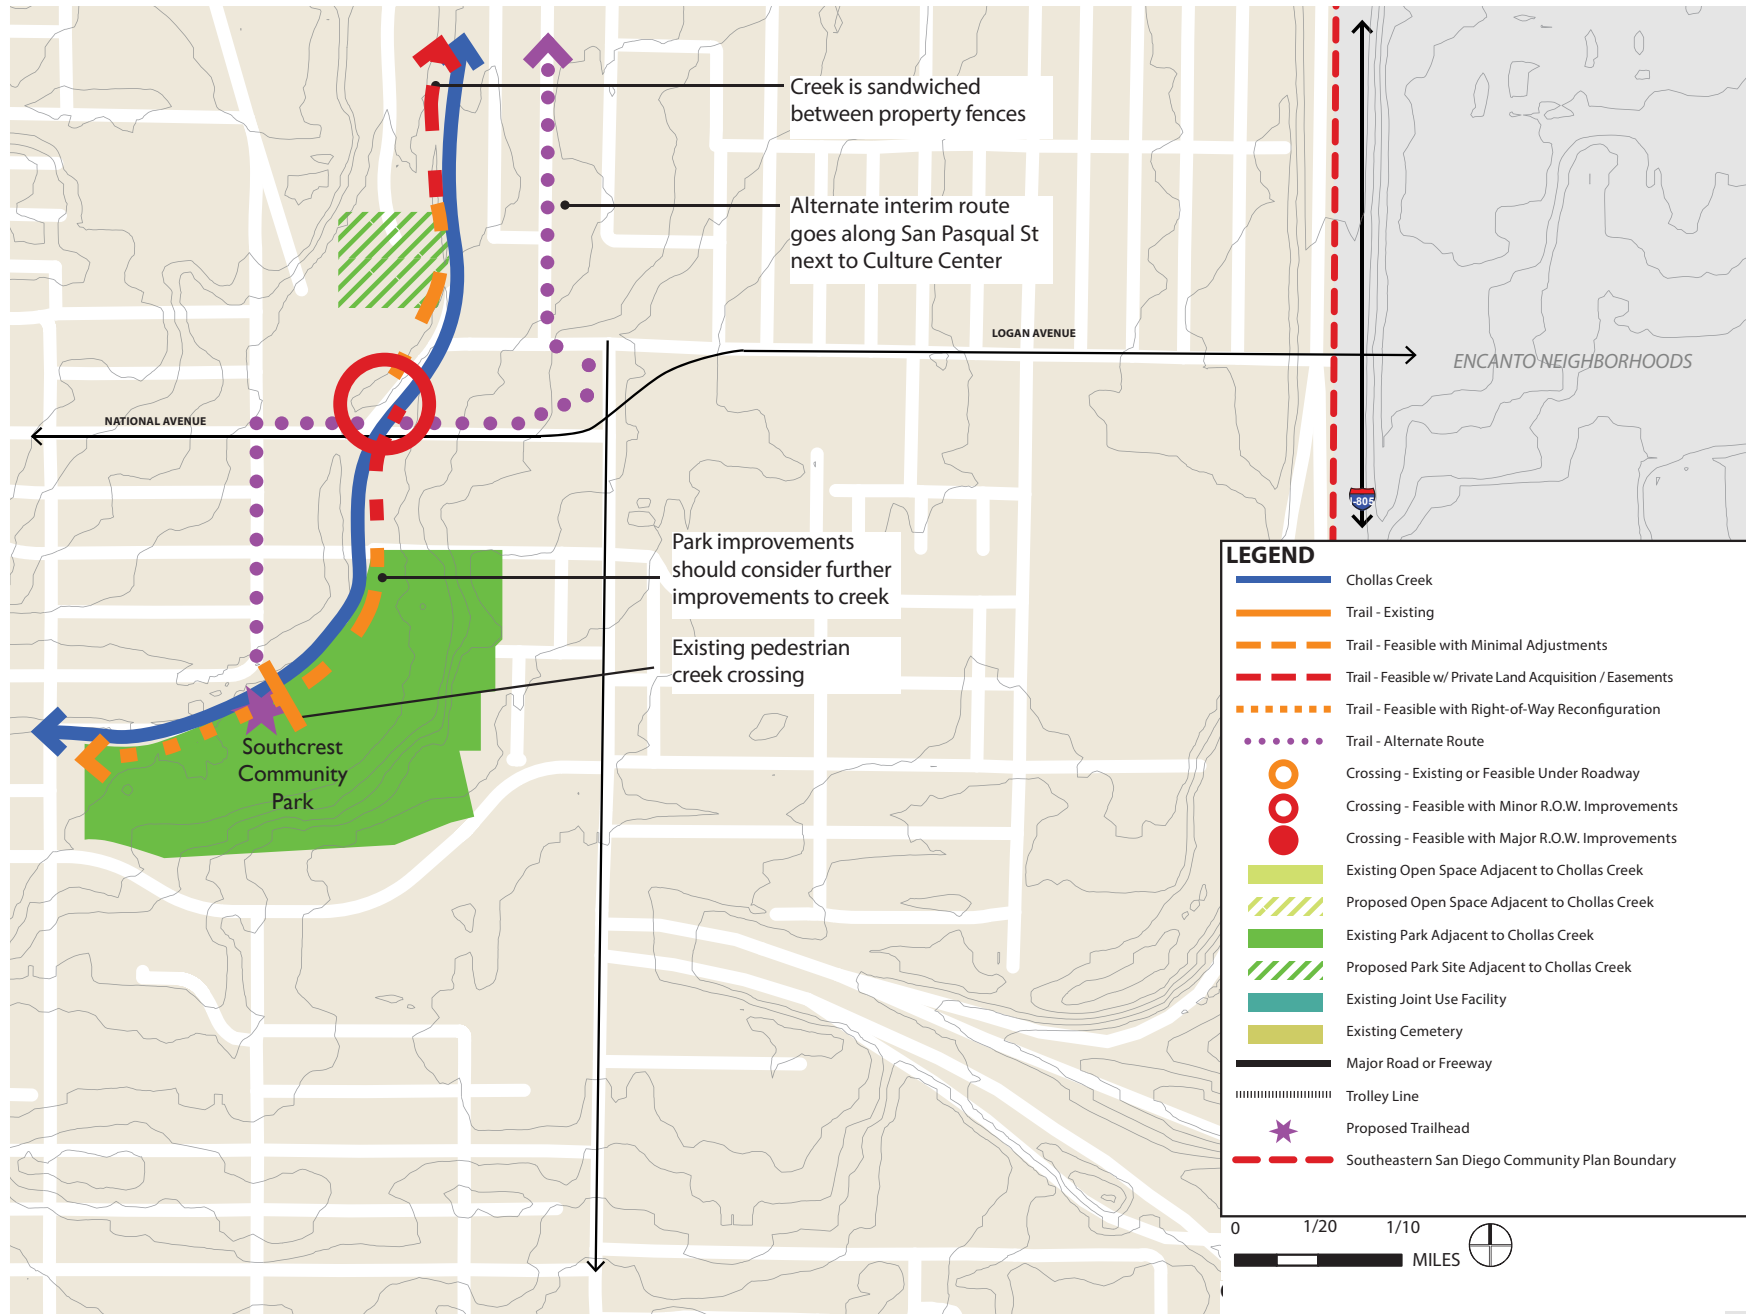 Creek is sandwiched
between property fences
Alternate interim route
goes along San Pasqual St
next to Culture Center
LOGAN AVENUE
ENCANTO NEIGHBORHOODS
NATIONAL AVENUE
I-805
Park improvements
should consider further
improvements to creek
Existing pedestrian
creek crossing
Southcrest
Community
Park
LEGEND
Chollas Creek
Trail - Existing
Trail - Feasible with Minimal Adjustments
Trail - Feasible w/ Private Land Acquisition / Easements
Trail - Feasible with Right-of-Way Reconfiguration
Trail - Alternate Route
Crossing - Existing or Feasible Under Roadway
Crossing - Feasible with Minor R.O.W. Improvements
Crossing - Feasible with Major R.O.W. Improvements
Existing Open Space Adjacent to Chollas Creek
Proposed Open Space Adjacent to Chollas Creek
Existing Park Adjacent to Chollas Creek
Proposed Park Site Adjacent to Chollas Creek
Existing Joint Use Facility
Existing Cemetery
Major Road or Freeway
Trolley Line
Proposed Trailhead
Southeastern San Diego Community Plan Boundary
0 1/20 1/10
MILES